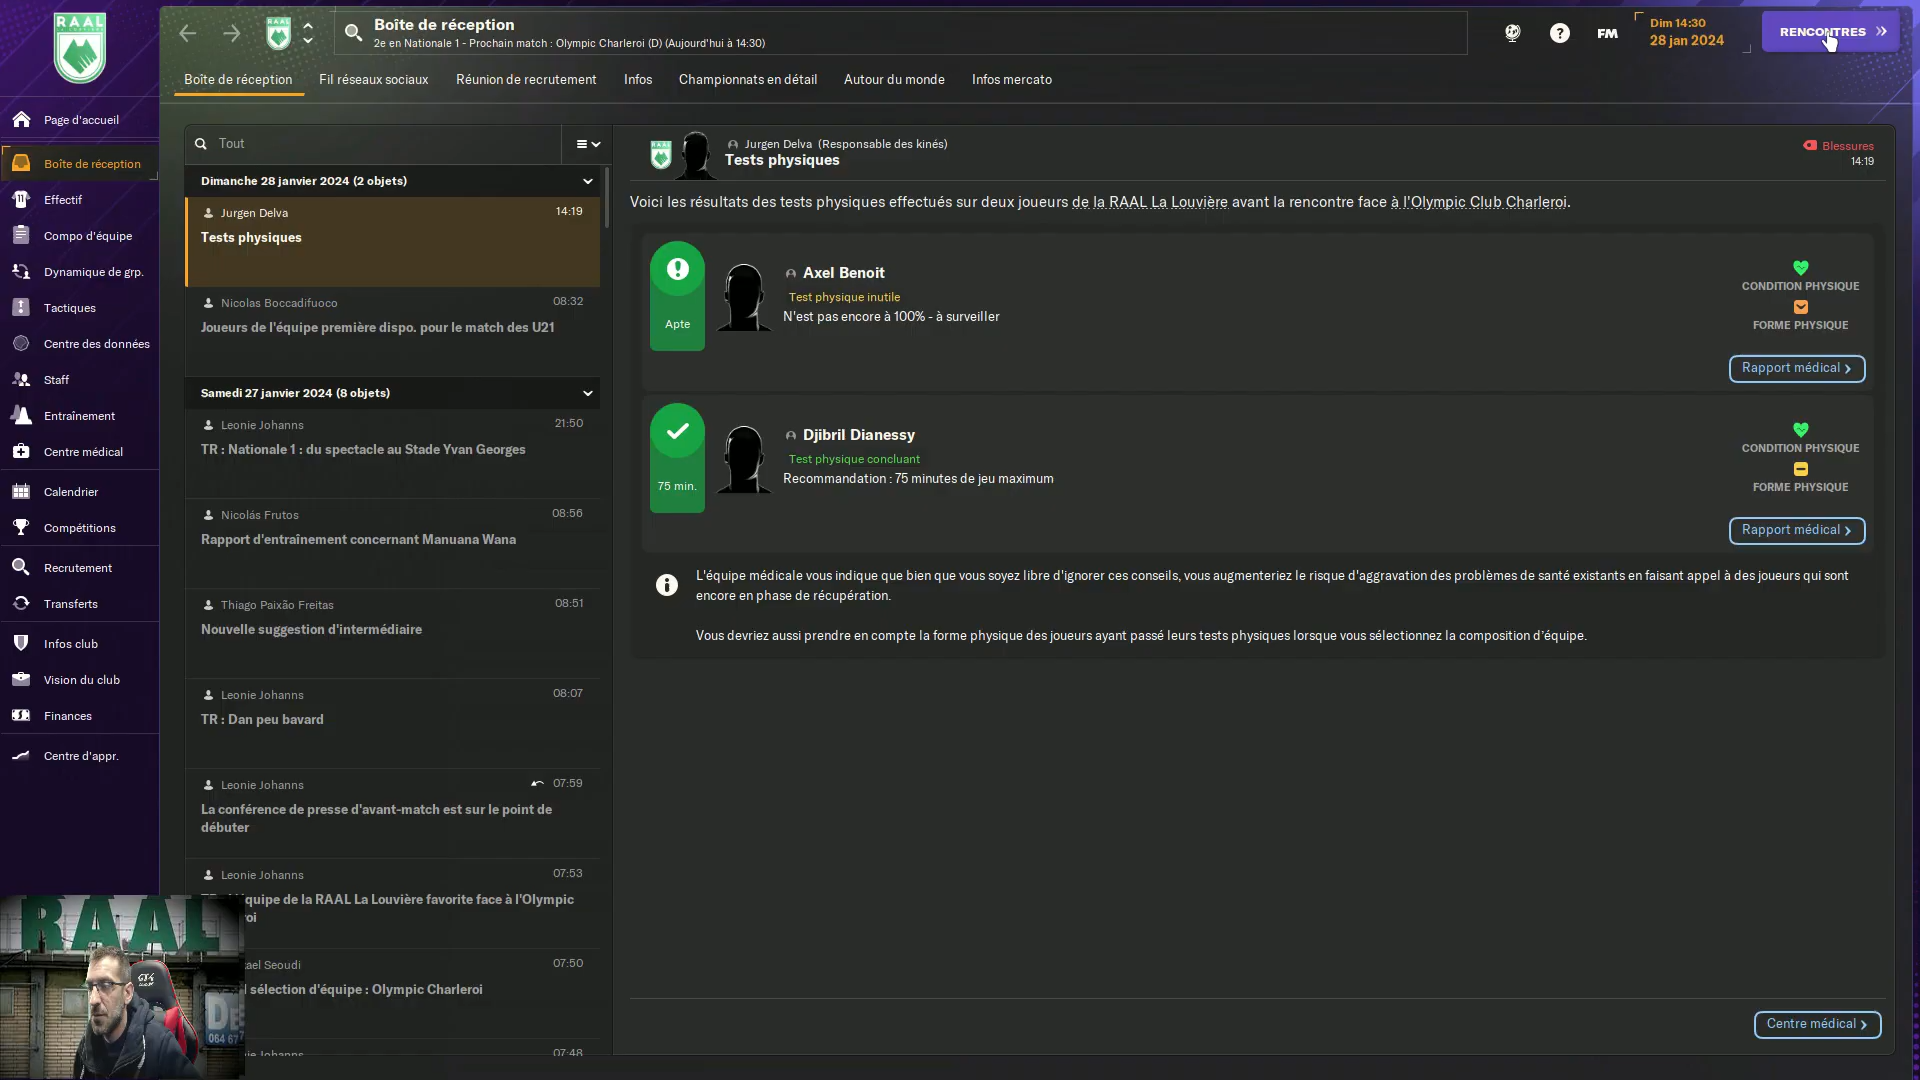 RAAL
LA LOUVIÈRE
Boîte de réception
2e en Nationale 1 - Prochain match : Olympic Charleroi (D) (Aujourd'hui à 14:30)
FM
Dim 14:30
28 jan 2024
RENCONTRES
Boîte de réception
Fil réseaux sociaux
Réunion de recrutement
Infos
Championnats en détail
Autour du monde
Infos mercato
Page d'accueil
Boîte de réception
Effectif
Compo d'équipe
Dynamique de grp.
Tactiques
Centre des données
Staff
Entraînement
Centre médical
Calendrier
Compétitions
Recrutement
Transferts
Infos club
Vision du club
Finances
Centre d'appr.
Tout
Dimanche 28 janvier 2024 (2 objets)
Jurgen Delva 14:19
Tests physiques
Nicolas Boccadifuoco 08:32
Joueurs de l'équipe première dispo. pour le match des U21
Samedi 27 janvier 2024 (8 objets)
Leonie Johanns 21:50
TR : Nationale 1 : du spectacle au Stade Yvan Georges
Nicolás Frutos 08:56
Rapport d'entraînement concernant Manuana Wana
Thiago Paixão Freitas 08:51
Nouvelle suggestion d'intermédiaire
Leonie Johanns 08:07
TR : Dan peu bavard
Leonie Johanns 07:59
La conférence de presse d'avant-match est sur le point de
débuter
Leonie Johanns 07:53
quipe de la RAAL La Louvière favorite face à l'Olympic
roi
ael Seoudi 07:50
l sélection d'équipe : Olympic Charleroi
nie Johanns 07:48
Jurgen Delva (Responsable des kinés)
Tests physiques
Blessures
14:19
Voici les résultats des tests physiques effectués sur deux joueurs de la RAAL La Louvière avant la rencontre face à l'Olympic Club Charleroi.
Apte
Axel Benoit
Test physique inutile
N'est pas encore à 100% - à surveiller
CONDITION PHYSIQUE
FORME PHYSIQUE
Rapport médical
75 min.
Djibril Dianessy
Test physique concluant
Recommandation : 75 minutes de jeu maximum
CONDITION PHYSIQUE
FORME PHYSIQUE
Rapport médical
L'équipe médicale vous indique que bien que vous soyez libre d'ignorer ces conseils, vous augmenteriez le risque d'aggravation des problèmes de santé existants en faisant appel à des joueurs qui sont
encore en phase de récupération.
Vous devriez aussi prendre en compte la forme physique des joueurs ayant passé leurs tests physiques lorsque vous sélectionnez la composition d'équipe.
Centre médical
RAAL
064 67